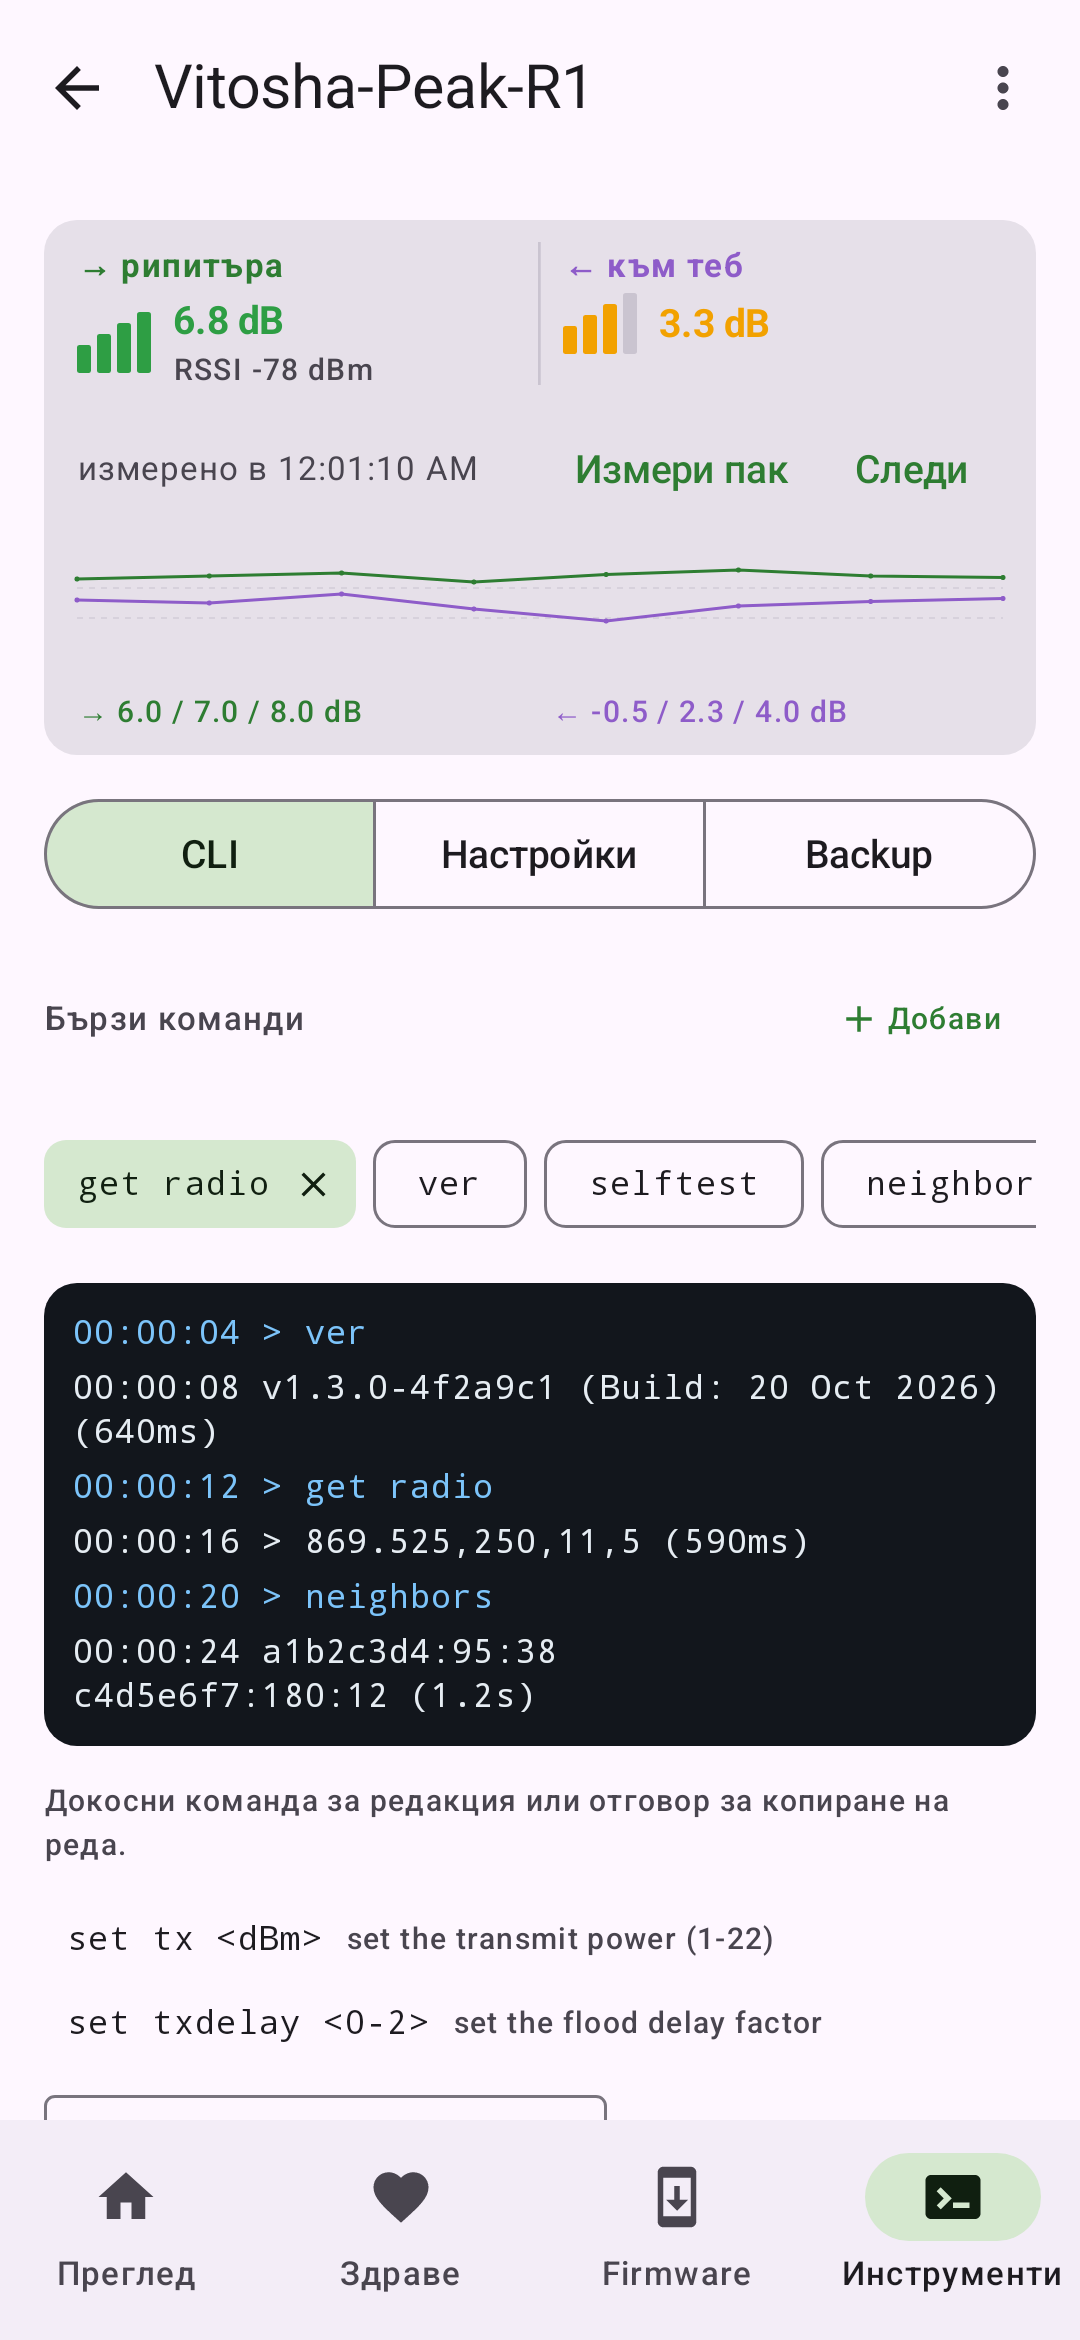 Vitosha-Peak-R1
→ рипитъра
6.8 dB
RSSI -78 dBm
← към теб
3.3 dB
измерено в 12:01:10 AM
Измери пак
Следи
→ 6.0 / 7.0 / 8.0 dB
← -0.5 / 2.3 / 4.0 dB
CLI
Настройки
Backup
Бързи команди
+ Добави
get radio ×
ver
selftest
neighbor
00:00:04 > ver
00:00:08 v1.3.0-4f2a9c1 (Build: 20 Oct 2026)
(640ms)
00:00:12 > get radio
00:00:16 > 869.525,250,11,5 (590ms)
00:00:20 > neighbors
00:00:24 a1b2c3d4:95:38
c4d5e6f7:180:12 (1.2s)
Докосни команда за редакция или отговор за копиране на
реда.
set tx <dBm> set the transmit power (1-22)
set txdelay <0-2> set the flood delay factor
Преглед
Здраве
Firmware
Инструменти